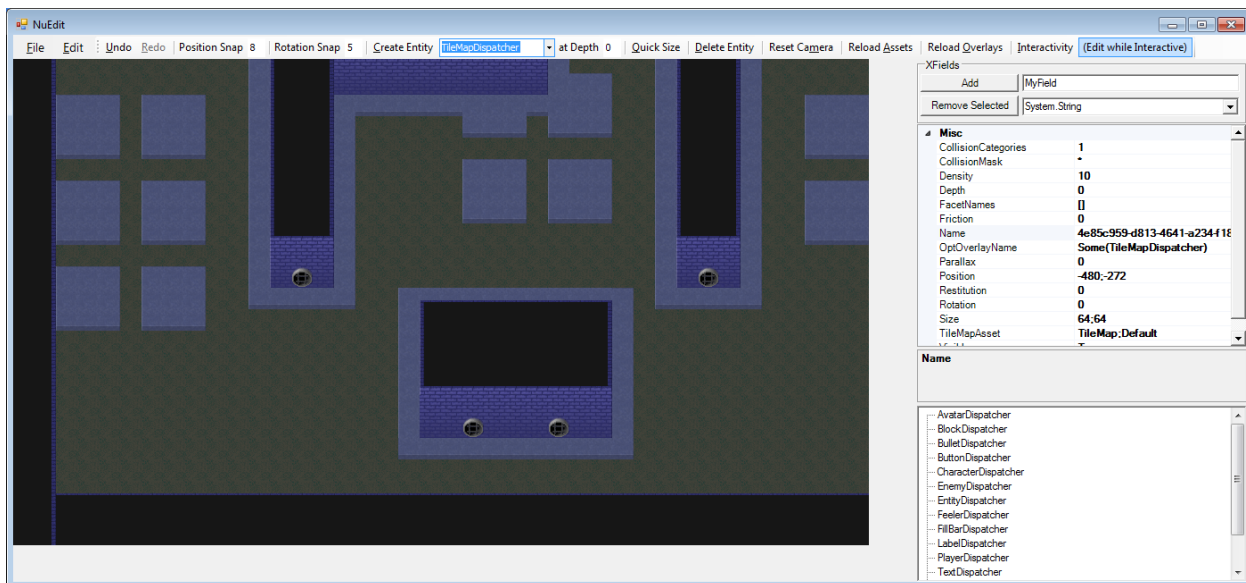 NuEdit
File Edit Undo Redo Position Snap 8 Rotation Snap 5 Create Entity TileMapDispatcher at Depth 0 Quick Size Delete Entity Reset Camera Reload Assets Reload Overlays Interactivity (Edit while Interactive)
XFields
Add MyField
Remove Selected System.String
Misc
CollisionCategories 1
CollisionMask *
Density 10
Depth 0
FacetNames []
Friction 0
Name 4e85c959-d813-4641-a234-f18
OptOverlayName Some(TileMapDispatcher)
Parallax 0
Position -480;-272
Restitution 0
Rotation 0
Size 64;64
TileMapAsset TileMap;Default
Name
AvatarDispatcher
BlockDispatcher
BulletDispatcher
ButtonDispatcher
CharacterDispatcher
EnemyDispatcher
EntityDispatcher
FeelerDispatcher
FillBarDispatcher
LabelDispatcher
PlayerDispatcher
TextDispatcher